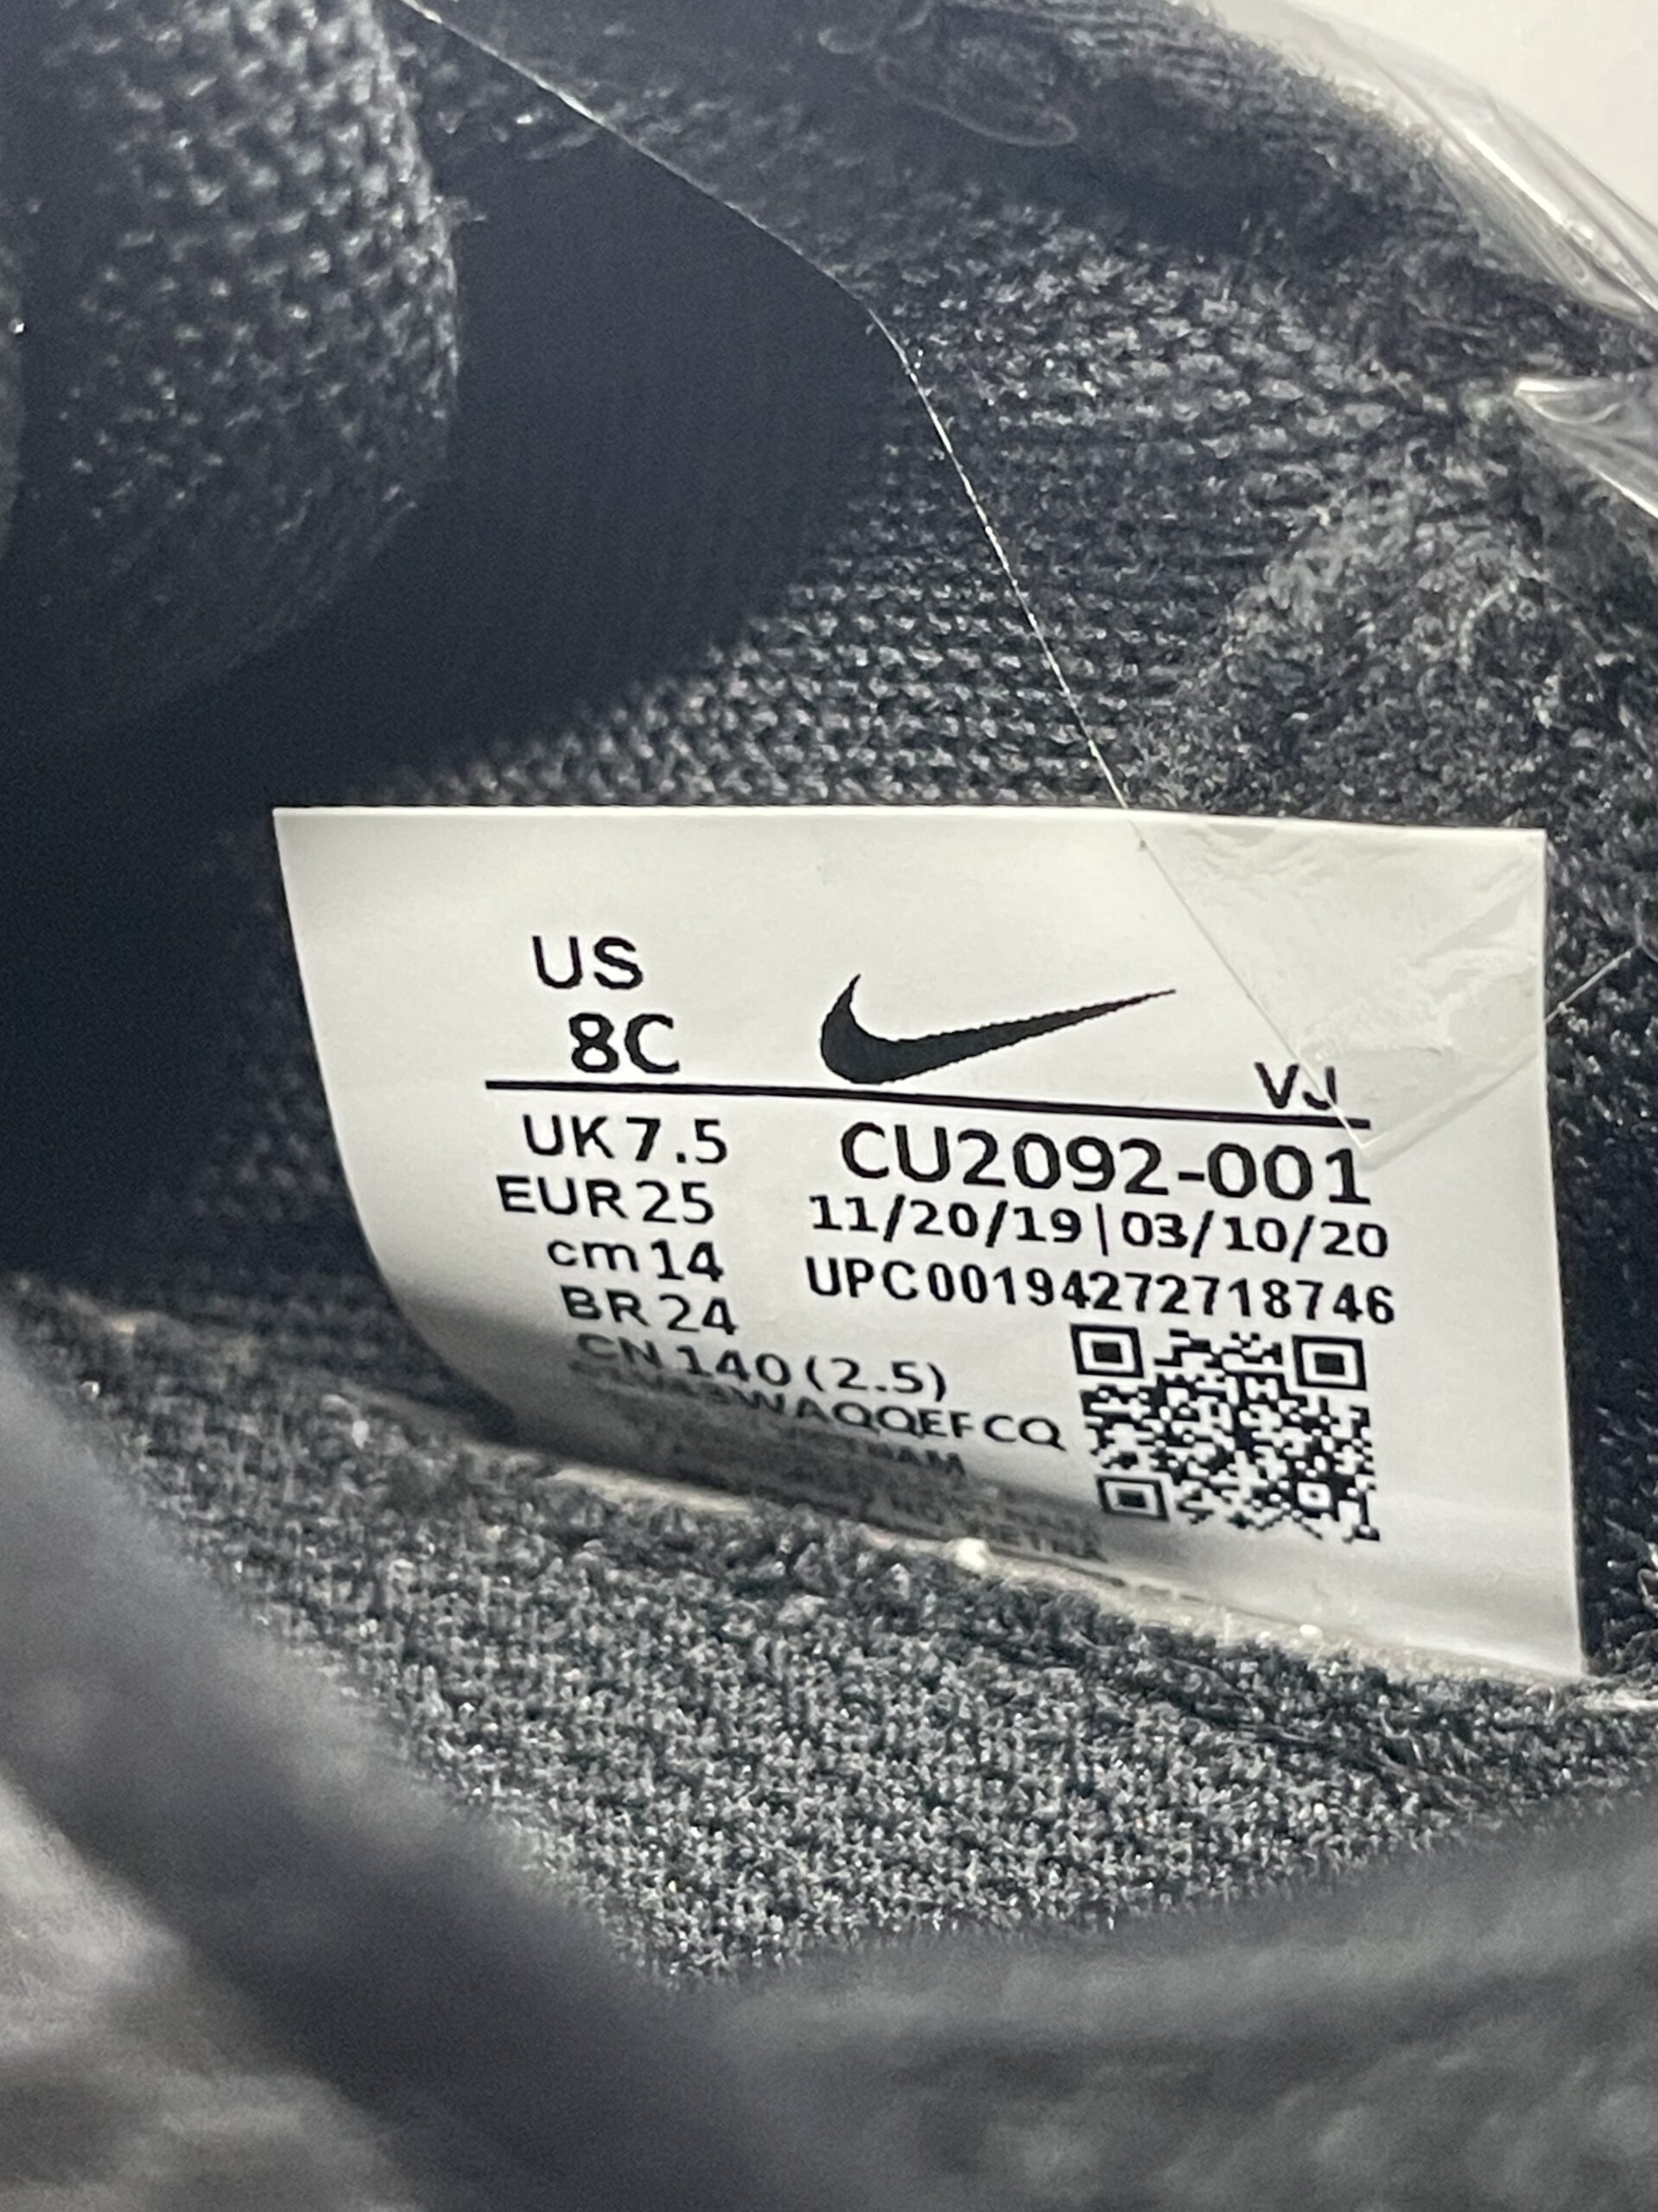 US
8C
VJ
UK 7.5
CU2092-001
EUR 25
11/20/19 | 03/10/20
cm 14
UPC 00194272718746
BR 24
CN 140 (2.5)